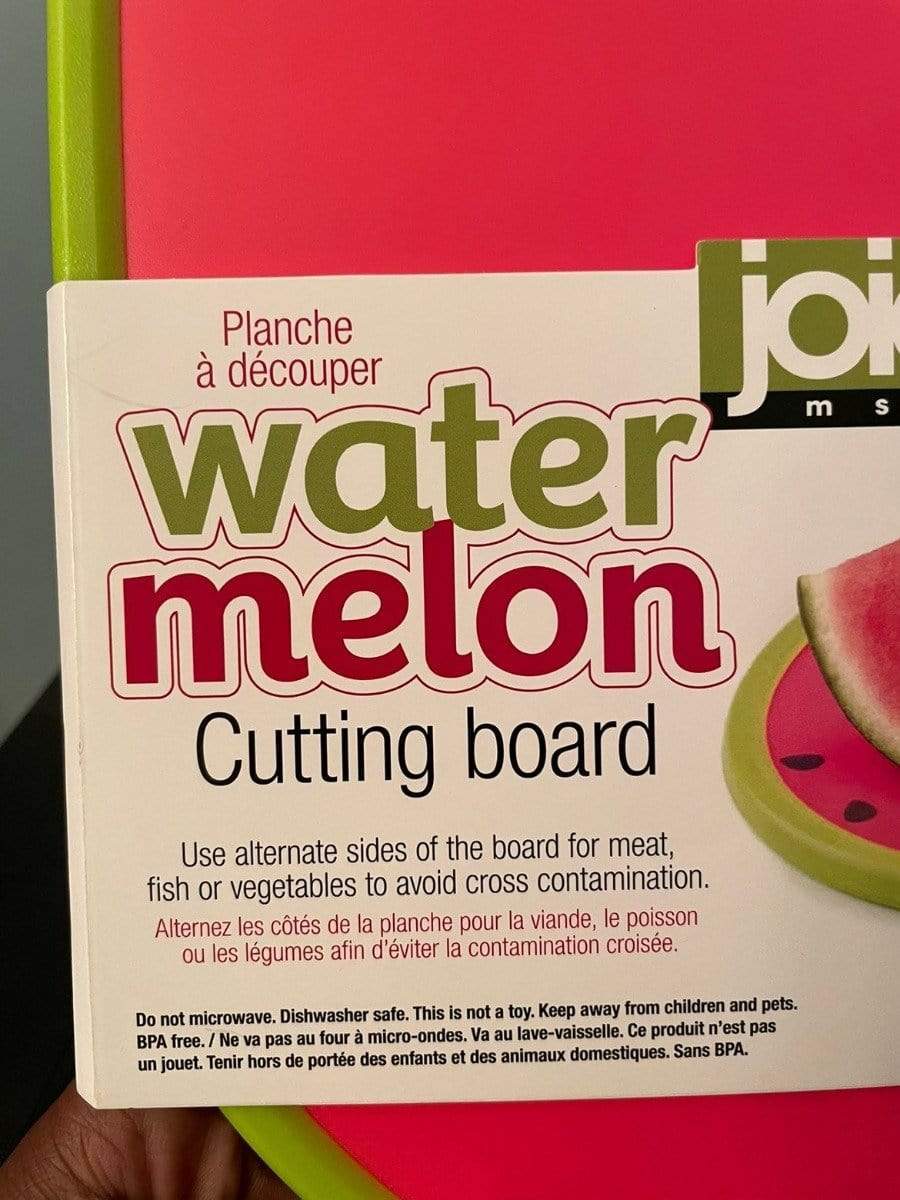 Planche
à découper
water
melon
Cutting board
Use alternate sides of the board for meat,
fish or vegetables to avoid cross contamination.
Alternez les côtés de la planche pour la viande, le poisson
ou les légumes afin d'éviter la contamination croisée.
Do not microwave. Dishwasher safe. This is not a toy. Keep away from children and pets.
BPA free. / Ne va pas au four à micro-ondes. Va au lave-vaisselle. Ce produit n'est pas
un jouet. Tenir hors de portée des enfants et des animaux domestiques. Sans BPA.
joi
m s